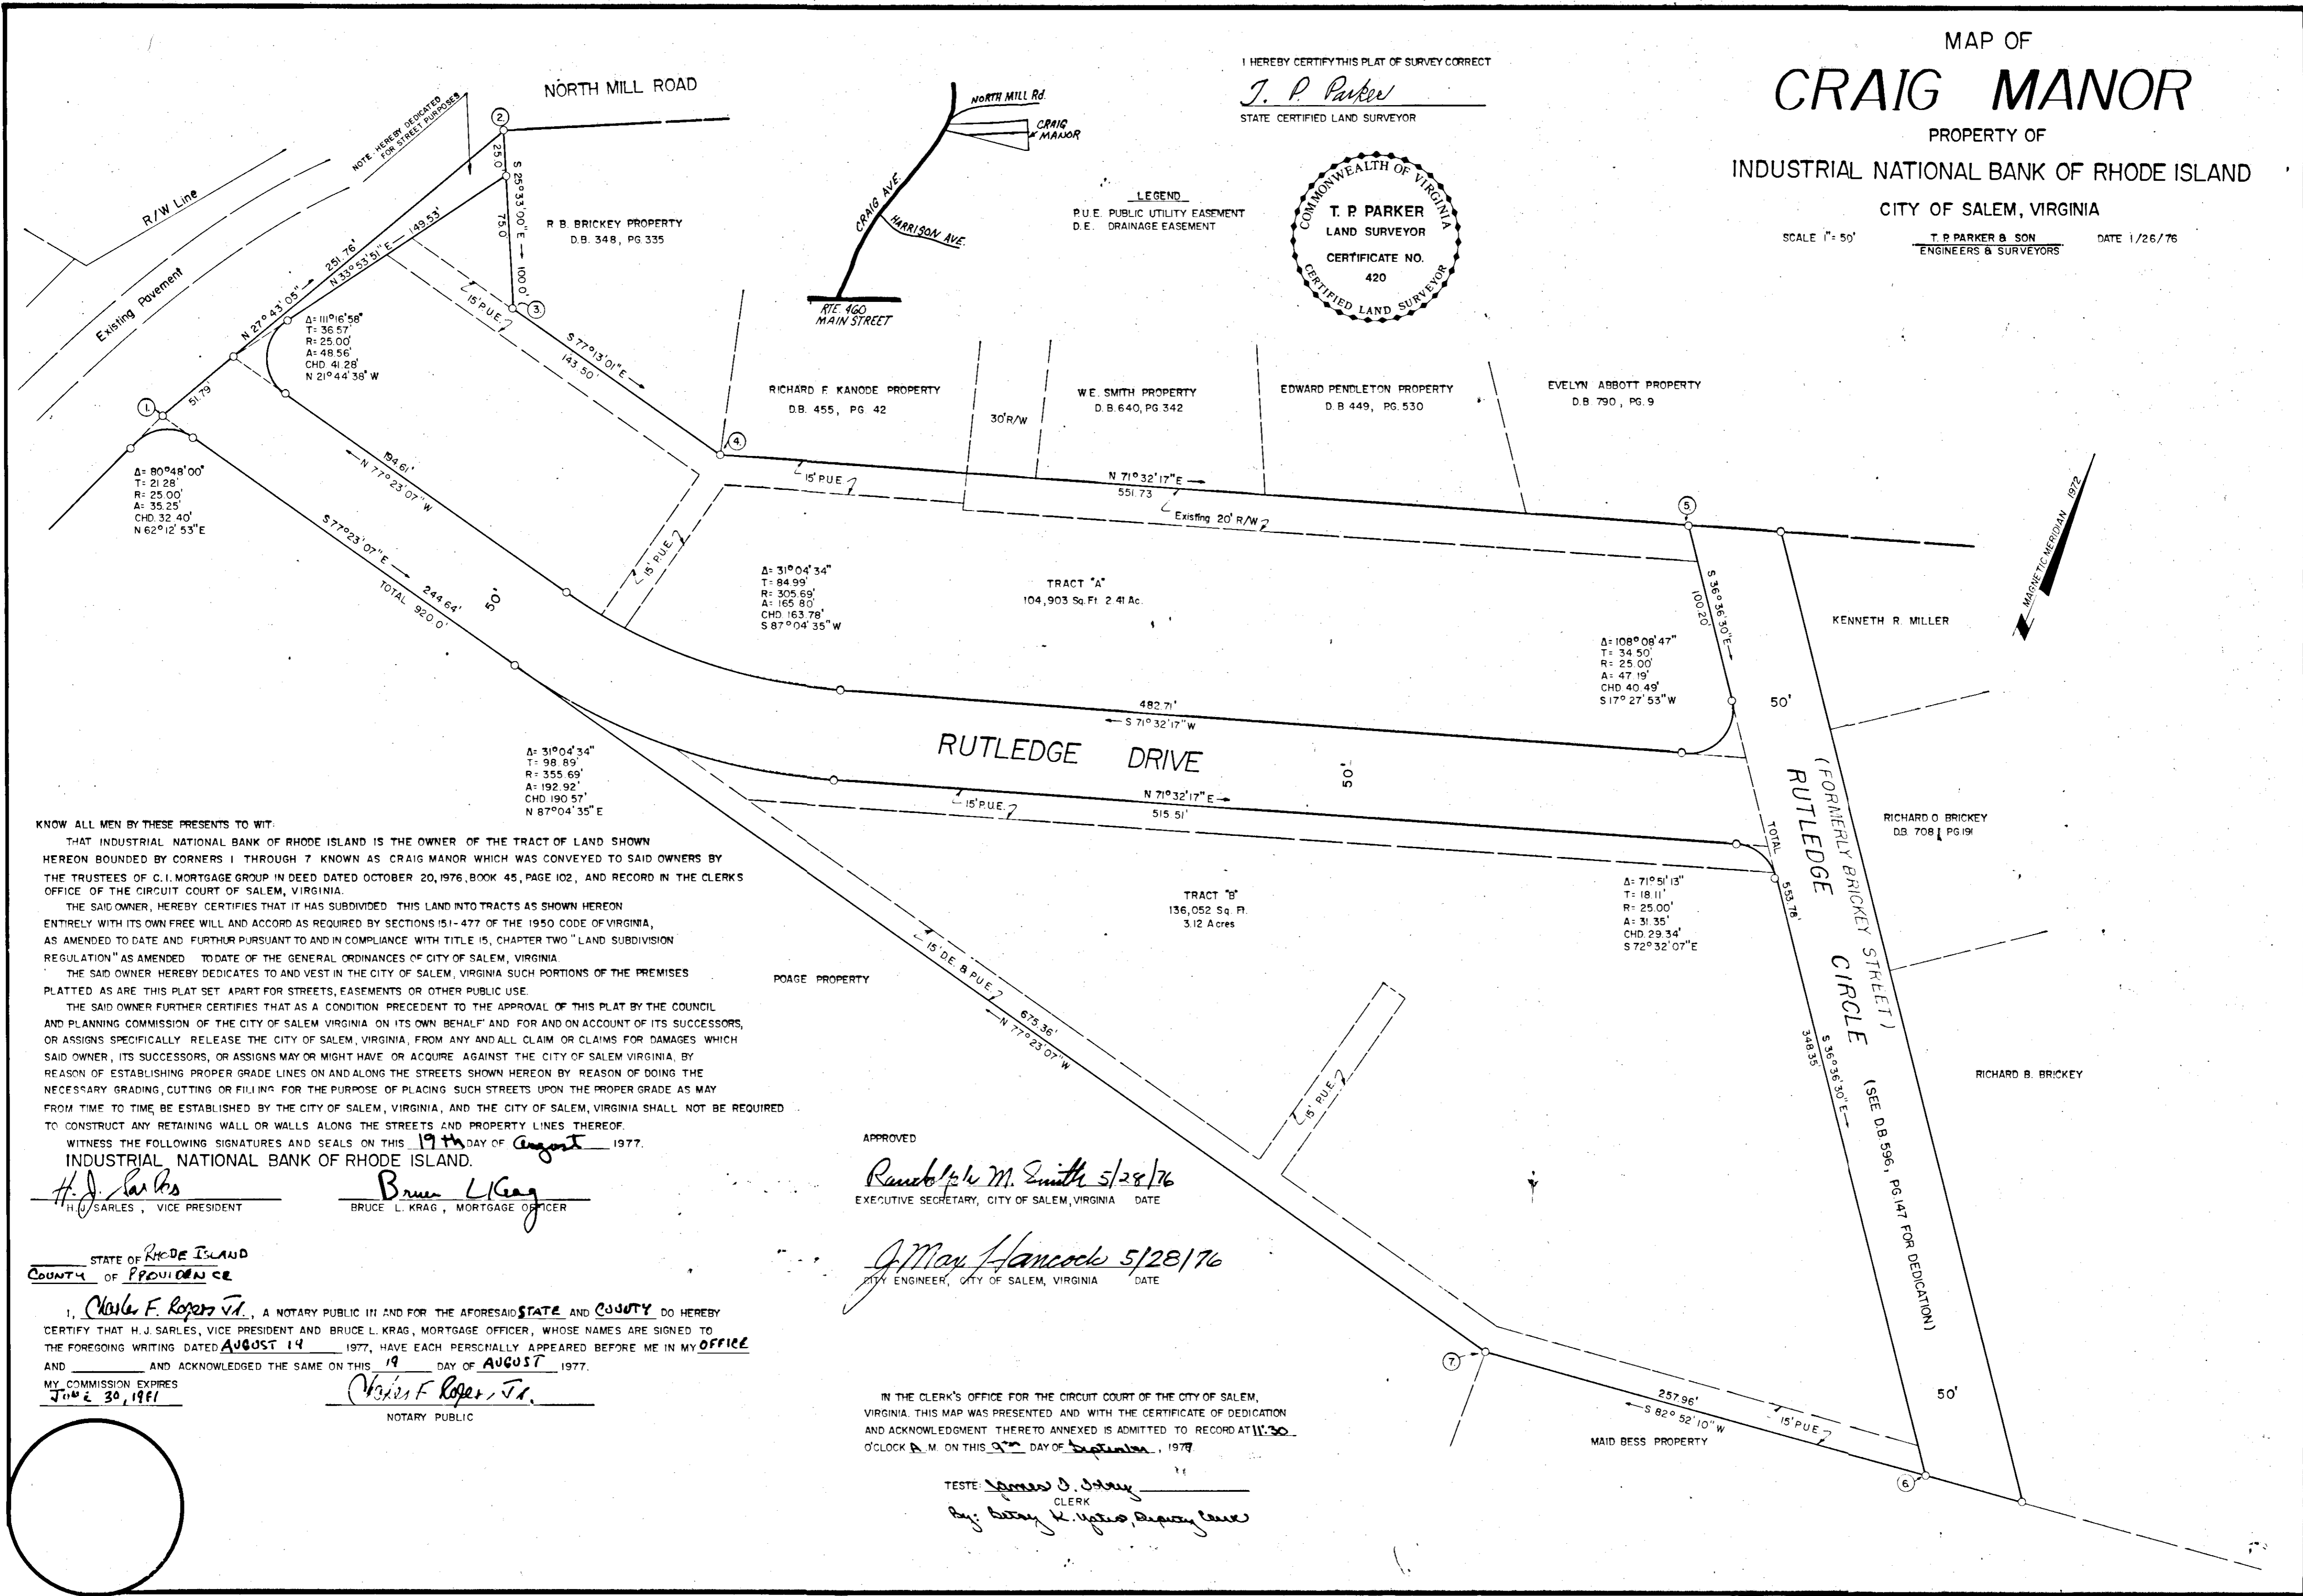 MAP OF
CRAIG MANOR
PROPERTY OF
INDUSTRIAL NATIONAL BANK OF RHODE ISLAND
CITY OF SALEM, VIRGINIA
SCALE 1"= 50'
T. P. PARKER & SON
ENGINEERS & SURVEYORS
DATE 1/26/76
I HEREBY CERTIFY THIS PLAT OF SURVEY CORRECT
T. P. Parker
STATE CERTIFIED LAND SURVEYOR
COMMONWEALTH OF VIRGINIA
T. P. PARKER
LAND SURVEYOR
CERTIFICATE NO.
420
CERTIFIED LAND SURVEYOR
LEGEND
P.U.E. PUBLIC UTILITY EASEMENT
D.E. DRAINAGE EASEMENT
NORTH MILL Rd.
CRAIG
MANOR
CRAIG AVE.
HARRISON AVE.
RTE. 460
MAIN STREET
NORTH MILL ROAD
NOTE: HEREBY DEDICATED
FOR STREET PURPOSES
R/W Line
Existing Pavement
2.
25.0
S 25°33'00"E
75.0
100.0'
3.
R. B. BRICKEY PROPERTY
D.B. 348, PG. 335
251.76'
N 27°43'05"
N 33°53'51"E
149.53'
15' P.U.E.
Δ= 111°16'58"
T= 36.57'
R= 25.00'
A= 48.56'
CHD. 41.28'
N 21°44'38" W
1.
51.79'
Δ= 80°48'00"
T= 21.28'
R= 25.00'
A= 35.25'
CHD. 32.40'
N 62°12'53"E
S 77°13'01"E
143.50'
4.
194.61'
N 77°23'07"W
S 77°23'07"E
244.64'
TOTAL 920.0'
50'
15' P.U.E.
RICHARD F. KANODE PROPERTY
D.B. 455, PG. 42
30'R/W
W.E. SMITH PROPERTY
D.B. 640, PG. 342
EDWARD PENDLETON PROPERTY
D.B. 449, PG. 530
EVELYN ABBOTT PROPERTY
D.B. 790, PG. 9
15' P.U.E.
N 71°32'17"E
551.73
Existing 20' R/W
5.
MAGNETIC MERIDIAN 1972
Δ= 31°04'34"
T= 84.99'
R= 305.69'
A= 165.80'
CHD. 163.78'
S 87°04'35" W
TRACT "A"
104,903 Sq. Ft. 2.41 Ac.
S 36°36'30"E
100.20'
KENNETH R. MILLER
Δ= 108°08'47"
T= 34.50'
R= 25.00'
A= 47.19'
CHD. 40.49'
S 17°27'53" W
50'
482.71'
S 71°32'17"W
RUTLEDGE DRIVE
50'
Δ= 31°04'34"
T= 98.89'
R= 355.69'
A= 192.92'
CHD. 190.57'
N 87°04'35"E
15' P.U.E.
N 71°32'17"E
515.51'
RUTLEDGE CIRCLE
(FORMERLY BRICKEY STREET)
(SEE D.B. 596, PG. 147 FOR DEDICATION)
TOTAL 553.78'
S 36°36'30"E
348.35'
RICHARD O. BRICKEY
D.B. 708, PG. 191
TRACT "B"
136,052 Sq. Ft.
3.12 Acres
Δ= 71°51'13"
T= 18.11'
R= 25.00'
A= 31.35'
CHD. 29.34'
S 72°32'07"E
POAGE PROPERTY
15' D.E. & P.U.E.
675.36'
N 77°23'07"W
15' P.U.E.
RICHARD B. BRICKEY
7.
257.96'
S 82°52'10"W
15' P.U.E.
50'
MAID BESS PROPERTY
6.
KNOW ALL MEN BY THESE PRESENTS TO WIT:
THAT INDUSTRIAL NATIONAL BANK OF RHODE ISLAND IS THE OWNER OF THE TRACT OF LAND SHOWN
HEREON BOUNDED BY CORNERS 1 THROUGH 7 KNOWN AS CRAIG MANOR WHICH WAS CONVEYED TO SAID OWNERS BY
THE TRUSTEES OF C.I. MORTGAGE GROUP IN DEED DATED OCTOBER 20, 1976, BOOK 45, PAGE 102, AND RECORD IN THE CLERKS
OFFICE OF THE CIRCUIT COURT OF SALEM, VIRGINIA.
THE SAID OWNER, HEREBY CERTIFIES THAT IT HAS SUBDIVIDED THIS LAND INTO TRACTS AS SHOWN HEREON
ENTIRELY WITH ITS OWN FREE WILL AND ACCORD AS REQUIRED BY SECTIONS 15.1-477 OF THE 1950 CODE OF VIRGINIA,
AS AMENDED TO DATE AND FURTHUR PURSUANT TO AND IN COMPLIANCE WITH TITLE 15, CHAPTER TWO "LAND SUBDIVISION
REGULATION" AS AMENDED TO DATE OF THE GENERAL ORDINANCES OF CITY OF SALEM, VIRGINIA.
THE SAID OWNER HEREBY DEDICATES TO AND VEST IN THE CITY OF SALEM, VIRGINIA SUCH PORTIONS OF THE PREMISES
PLATTED AS ARE THIS PLAT SET APART FOR STREETS, EASEMENTS OR OTHER PUBLIC USE.
THE SAID OWNER FURTHER CERTIFIES THAT AS A CONDITION PRECEDENT TO THE APPROVAL OF THIS PLAT BY THE COUNCIL
AND PLANNING COMMISSION OF THE CITY OF SALEM VIRGINIA ON ITS OWN BEHALF AND FOR AND ON ACCOUNT OF ITS SUCCESSORS,
OR ASSIGNS SPECIFICALLY RELEASE THE CITY OF SALEM, VIRGINIA, FROM ANY AND ALL CLAIM OR CLAIMS FOR DAMAGES WHICH
SAID OWNER, ITS SUCCESSORS, OR ASSIGNS MAY OR MIGHT HAVE OR ACQUIRE AGAINST THE CITY OF SALEM VIRGINIA, BY
REASON OF ESTABLISHING PROPER GRADE LINES ON AND ALONG THE STREETS SHOWN HEREON BY REASON OF DOING THE
NECESSARY GRADING, CUTTING OR FILLING FOR THE PURPOSE OF PLACING SUCH STREETS UPON THE PROPER GRADE AS MAY
FROM TIME TO TIME, BE ESTABLISHED BY THE CITY OF SALEM, VIRGINIA, AND THE CITY OF SALEM, VIRGINIA SHALL NOT BE REQUIRED
TO CONSTRUCT ANY RETAINING WALL OR WALLS ALONG THE STREETS AND PROPERTY LINES THEREOF.
WITNESS THE FOLLOWING SIGNATURES AND SEALS ON THIS 19th DAY OF August 1977.
INDUSTRIAL NATIONAL BANK OF RHODE ISLAND.
H. J. Sarles
H. J. SARLES, VICE PRESIDENT
Bruce L Krag
BRUCE L. KRAG, MORTGAGE OFFICER
STATE OF RHODE ISLAND
COUNTY OF PROVIDENCE
I, Charles F. Rogers Jr., A NOTARY PUBLIC IN AND FOR THE AFORESAID STATE AND COUNTY DO HEREBY
CERTIFY THAT H. J. SARLES, VICE PRESIDENT AND BRUCE L. KRAG, MORTGAGE OFFICER, WHOSE NAMES ARE SIGNED TO
THE FOREGOING WRITING DATED AUGUST 19 1977, HAVE EACH PERSONALLY APPEARED BEFORE ME IN MY OFFICE
AND AND ACKNOWLEDGED THE SAME ON THIS 19 DAY OF AUGUST 1977.
MY COMMISSION EXPIRES
June 30, 1981
Charles F. Rogers, Jr.
NOTARY PUBLIC
APPROVED
Randolph M. Smith 5/28/76
EXECUTIVE SECRETARY, CITY OF SALEM, VIRGINIA DATE
J. Max Hancock 5/28/76
CITY ENGINEER, CITY OF SALEM, VIRGINIA DATE
IN THE CLERK'S OFFICE FOR THE CIRCUIT COURT OF THE CITY OF SALEM,
VIRGINIA. THIS MAP WAS PRESENTED AND WITH THE CERTIFICATE OF DEDICATION
AND ACKNOWLEDGMENT THERETO ANNEXED IS ADMITTED TO RECORD AT 11:30
O'CLOCK A.M. ON THIS 9th DAY OF September, 1977
TESTE: James
CLERK
By: Betsy K. Yates, Deputy Clerk